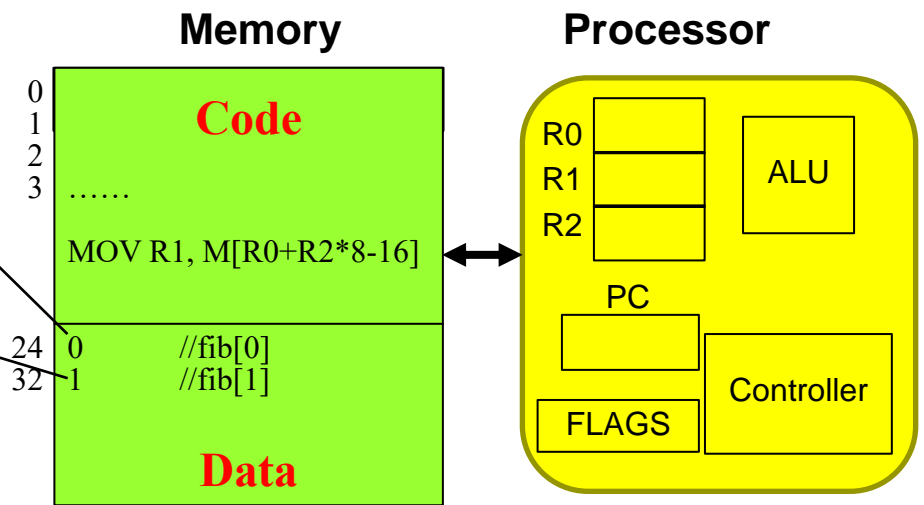 Memory
Processor
0
1
2
3
Code
……
MOV R1, M[R0+R2*8-16]
24 0 //fib[0]
32 1 //fib[1]
Data
R0
R1
R2
ALU
PC
FLAGS
Controller